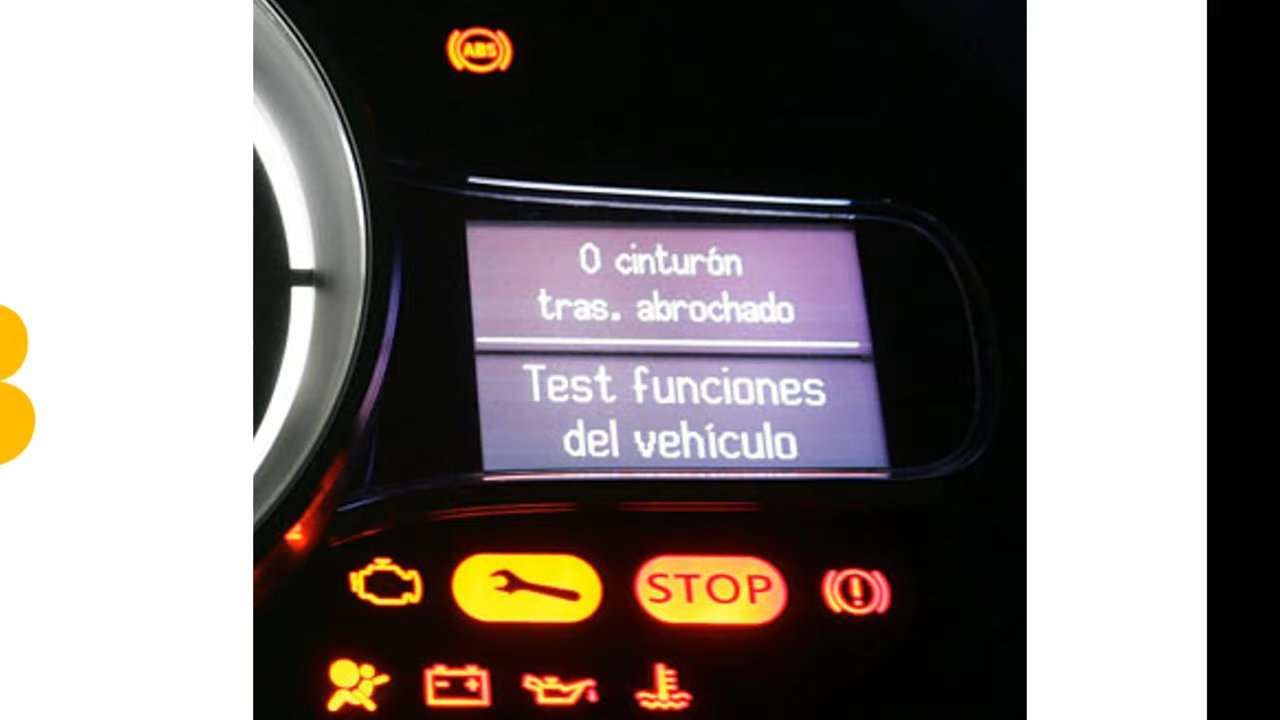 ABS
0 cinturón
tras. abrochado
Test funciones
del vehículo
STOP